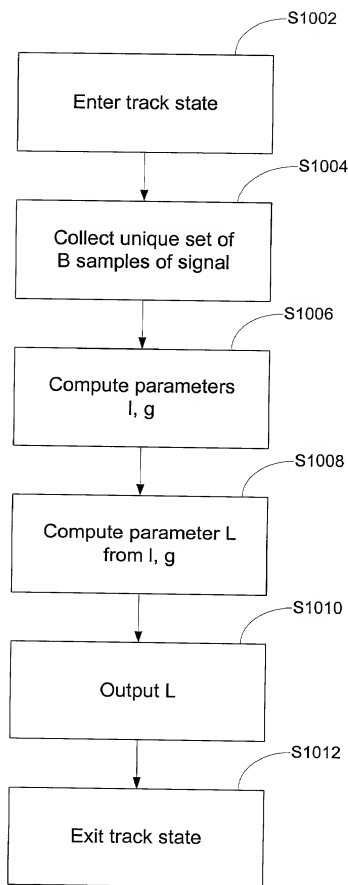 S1002
Enter track state
S1004
Collect unique set of
B samples of signal
S1006
Compute parameters
l, g
S1008
Compute parameter L
from l, g
S1010
Output L
S1012
Exit track state